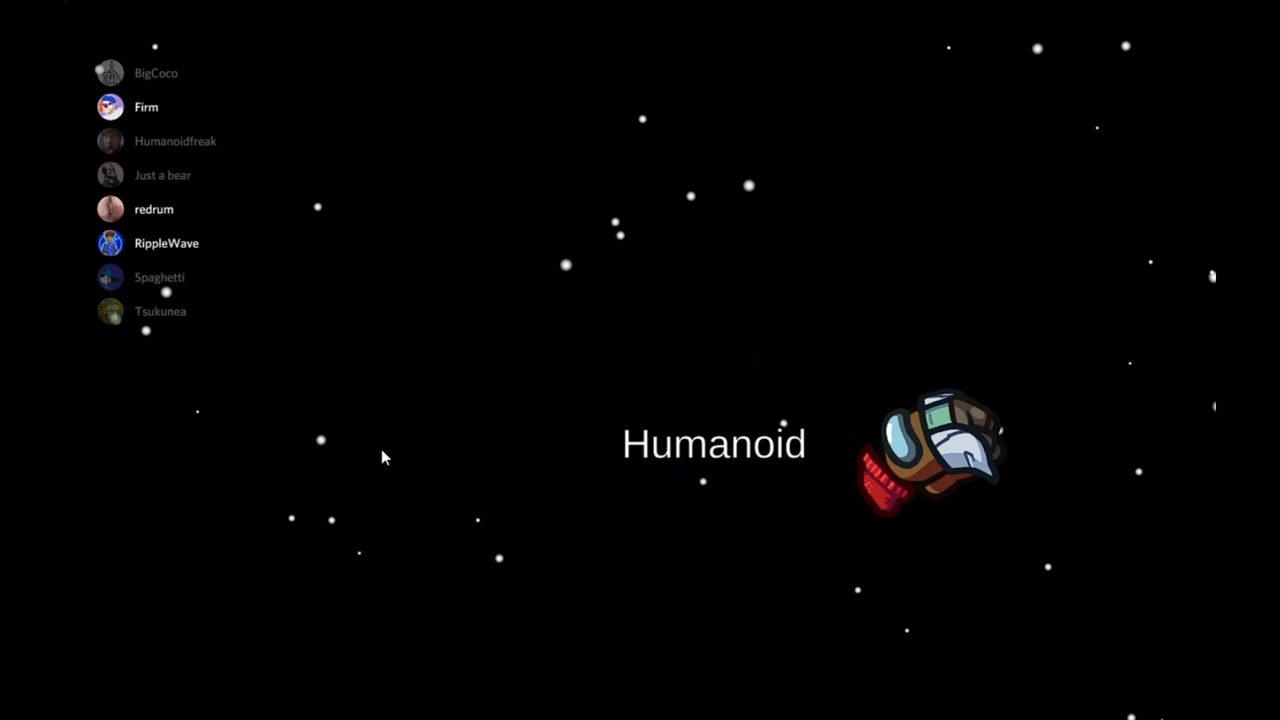 BigCoco
Firm
Humanoidfreak
Just a bear
redrum
RippleWave
Spaghetti
Tsukunea
Humanoid